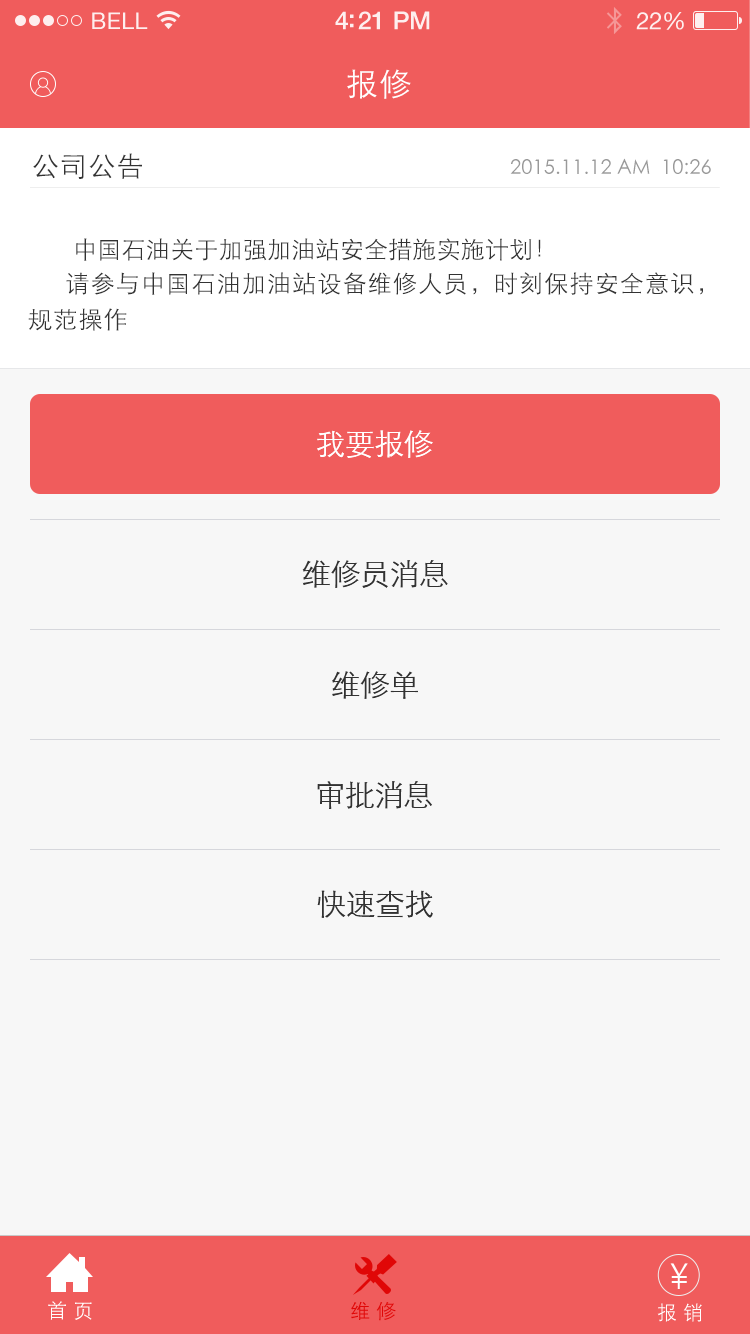 BELL 4:21 PM 22%
报修
公司公告 2015.11.12 AM 10:26
中国石油关于加强加油站安全措施实施计划!
请参与中国石油加油站设备维修人员，时刻保持安全意识，
规范操作
我要报修
维修员消息
维修单
审批消息
快速查找
¥
首页 维修 报销